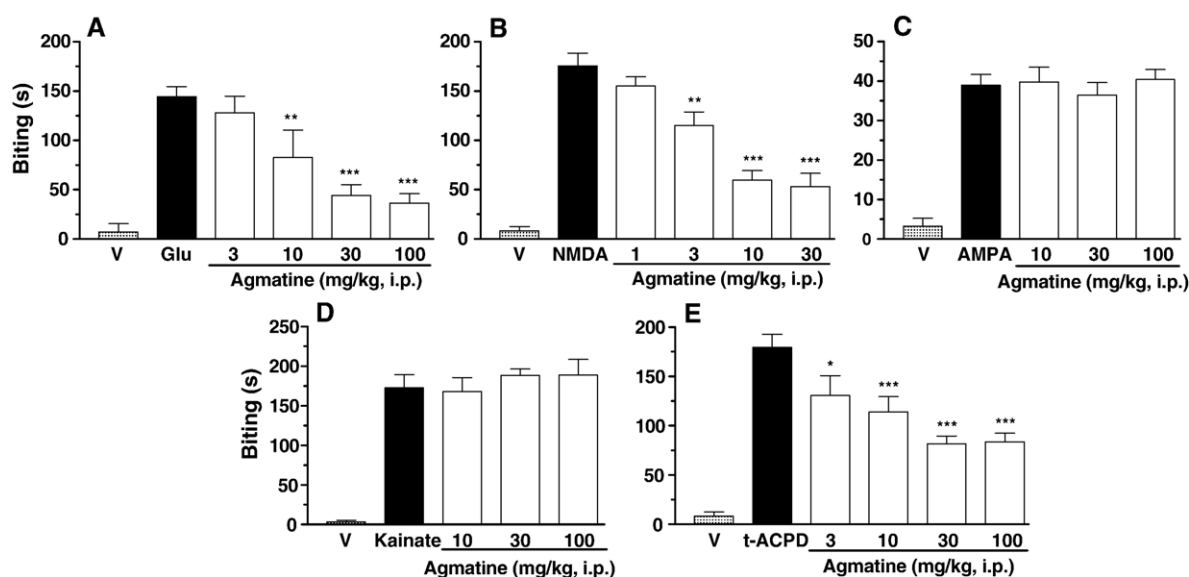 A
Biting (s)
200
150
100
50
0
**
***
***
V Glu 3 10 30 100
Agmatine (mg/kg, i.p.)
B
200
150
100
50
0
**
***
***
V NMDA 1 3 10 30
Agmatine (mg/kg, i.p.)
C
50
40
30
20
10
0
V AMPA 10 30 100
Agmatine (mg/kg, i.p.)
D
Biting (s)
250
200
150
100
50
0
V Kainate 10 30 100
Agmatine (mg/kg, i.p.)
E
200
150
100
50
0
*
***
***
***
V t-ACPD 3 10 30 100
Agmatine (mg/kg, i.p.)